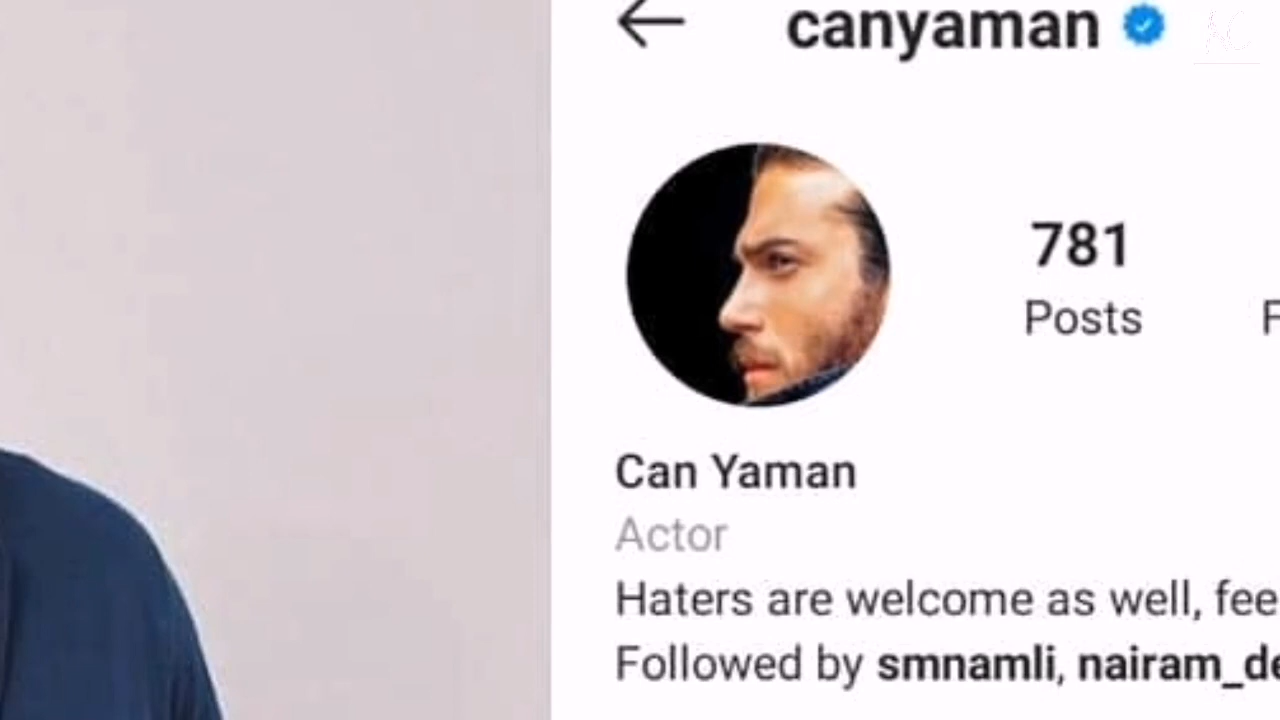 canyaman
781
Posts
Can Yaman
Actor
Haters are welcome as well, fee
Followed by smnamli, nairam_de